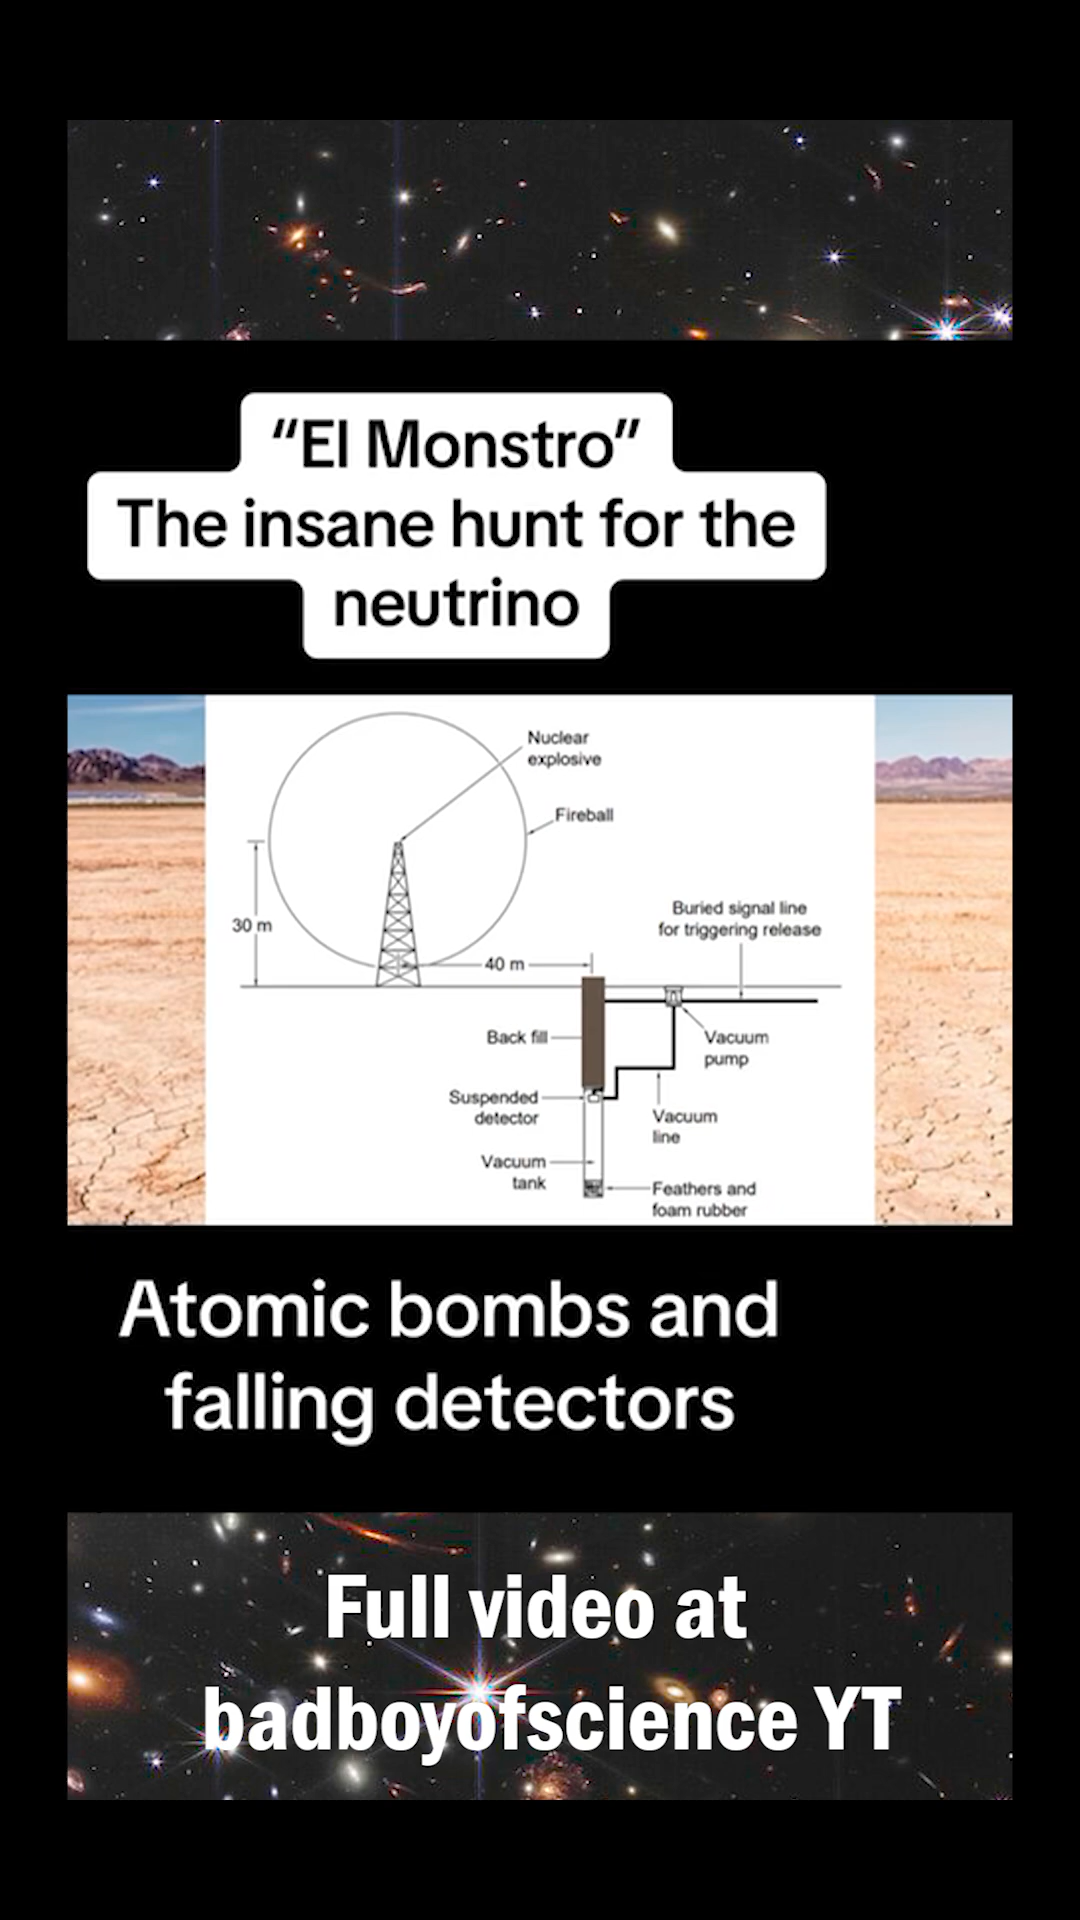 “El Monstro”
The insane hunt for the
neutrino
Nuclear
explosive
Fireball
30 m
40 m
Buried signal line
for triggering release
Back fill
Vacuum
pump
Suspended
detector
Vacuum
line
Vacuum
tank
Feathers and
foam rubber
Atomic bombs and
falling detectors
Full video at
badboyofscience YT